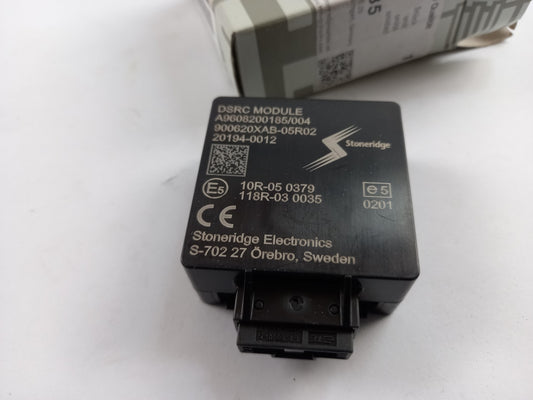 DSRC MODULE
A9608200185/004
900620XAB-05R02
20194-0012
Stoneridge
E5
10R-05 0379
118R-03 0035
e5
0201
CE
Stoneridge Electronics
S-702 27 Örebro, Sweden